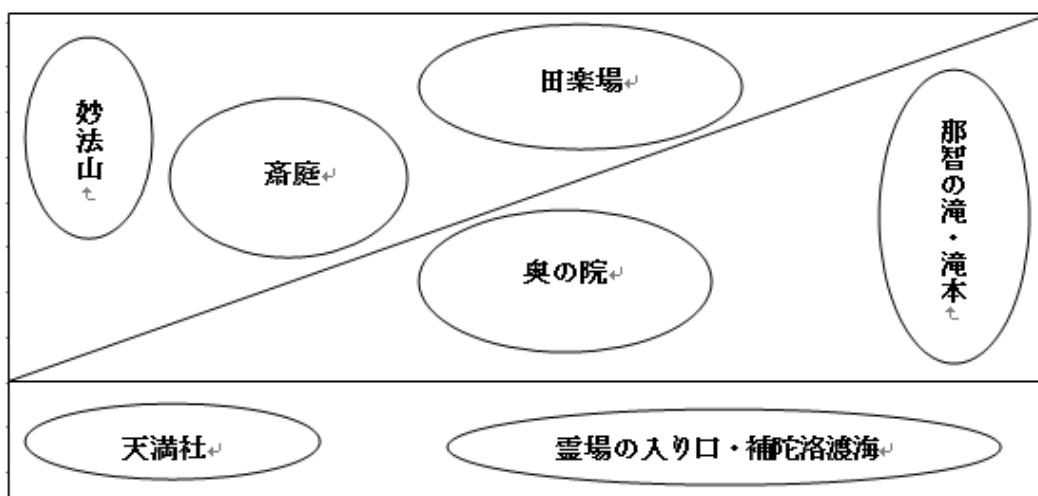 田楽場
妙法山
斎庭
那智の滝・滝本
奥の院
天満社
霊場の入り口・補陀洛渡海